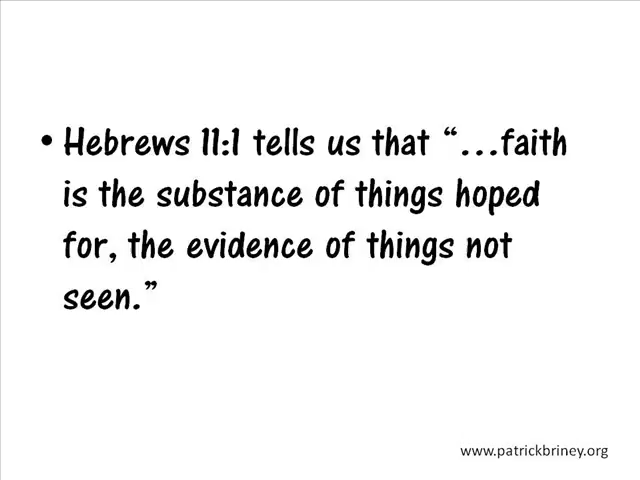 • Hebrews 11:1 tells us that “...faith
is the substance of things hoped
for, the evidence of things not
seen.”
www.patrickbriney.org